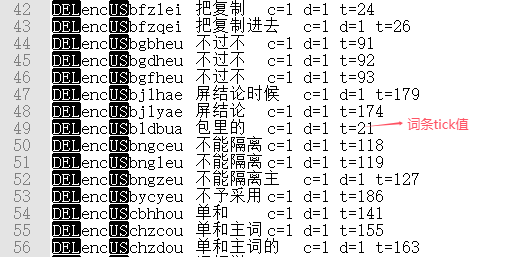 42 DELencUSbfzlei 把复制 c=1 d=1 t=24
43 DELencUSbfzqei 把复制进去 c=1 d=1 t=26
44 DELencUSbgbheu 不过不 c=1 d=1 t=91
45 DELencUSbgdheu 不过不 c=1 d=1 t=92
46 DELencUSbgfheu 不过不 c=1 d=1 t=93
47 DELencUSbjlhae 屏结论时候 c=1 d=1 t=179
48 DELencUSbjlyae 屏结论 c=1 d=1 t=174
49 DELencUSbldbua 包里的 c=1 d=1 t=21 词条tick值
50 DELencUSbngceu 不能隔离 c=1 d=1 t=118
51 DELencUSbngleu 不能隔离 c=1 d=1 t=119
52 DELencUSbngzeu 不能隔离主 c=1 d=1 t=127
53 DELencUSbycyeu 不予采用 c=1 d=1 t=186
54 DELencUScbhhou 单和 c=1 d=1 t=141
55 DELencUSchzcou 单和主词 c=1 d=1 t=155
56 DELencUSchzdou 单和主词的 c=1 d=1 t=163